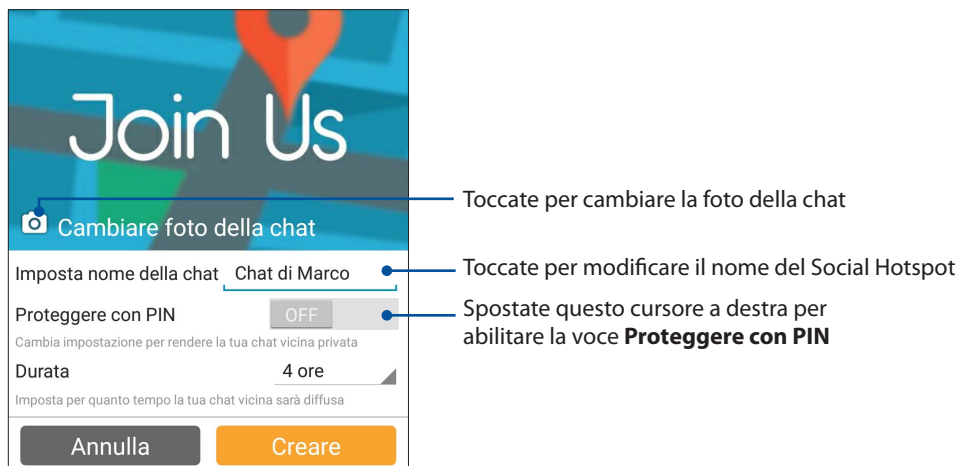 Join Us
Cambiare foto della chat
Toccate per cambiare la foto della chat
Imposta nome della chat Chat di Marco
Toccate per modificare il nome del Social Hotspot
Proteggere con PIN OFF
Spostate questo cursore a destra per
abilitare la voce Proteggere con PIN
Cambia impostazione per rendere la tua chat vicina privata
Durata 4 ore
Imposta per quanto tempo la tua chat vicina sarà diffusa
Annulla Creare